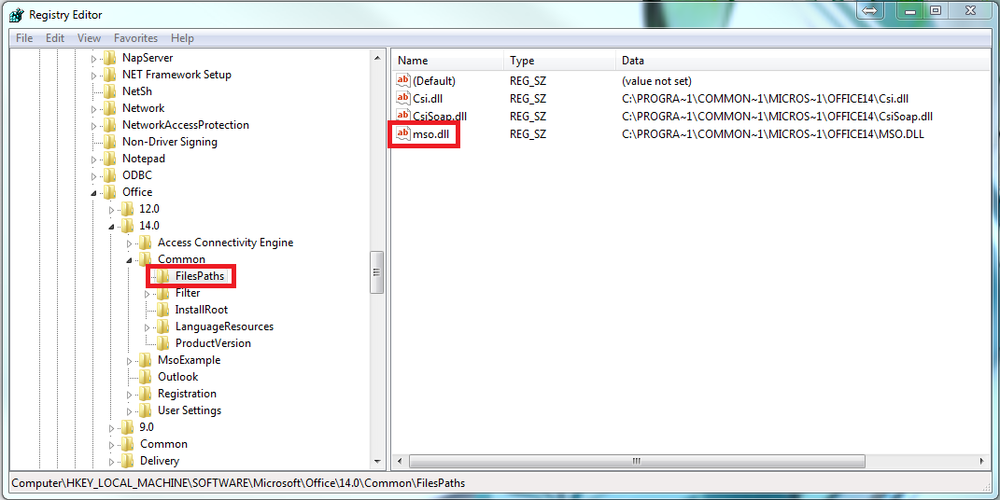 Registry Editor
File Edit View Favorites Help
NapServer
NET Framework Setup
NetSh
Network
NetworkAccessProtection
Non-Driver Signing
Notepad
ODBC
Office
12.0
14.0
Access Connectivity Engine
Common
FilesPaths
Filter
InstallRoot
LanguageResources
ProductVersion
MsoExample
Outlook
Registration
User Settings
9.0
Common
Delivery
Name Type Data
ab (Default) REG_SZ (value not set)
ab Csi.dll REG_SZ C:\PROGRA~1\COMMON~1\MICROS~1\OFFICE14\Csi.dll
ab CsiSoap.dll REG_SZ C:\PROGRA~1\COMMON~1\MICROS~1\OFFICE14\CsiSoap.dll
ab mso.dll REG_SZ C:\PROGRA~1\COMMON~1\MICROS~1\OFFICE14\MSO.DLL
Computer\HKEY_LOCAL_MACHINE\SOFTWARE\Microsoft\Office\14.0\Common\FilesPaths